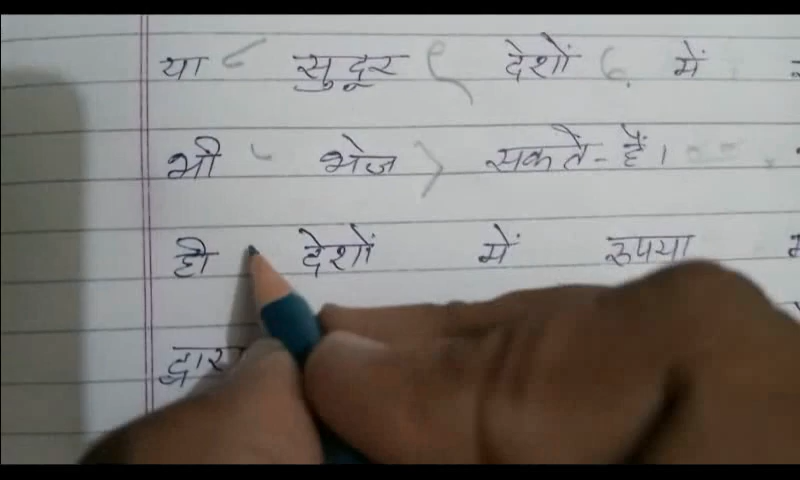 या सुदूर देशों में
भी भेज सकते हैं।
ही देशों में रुपया